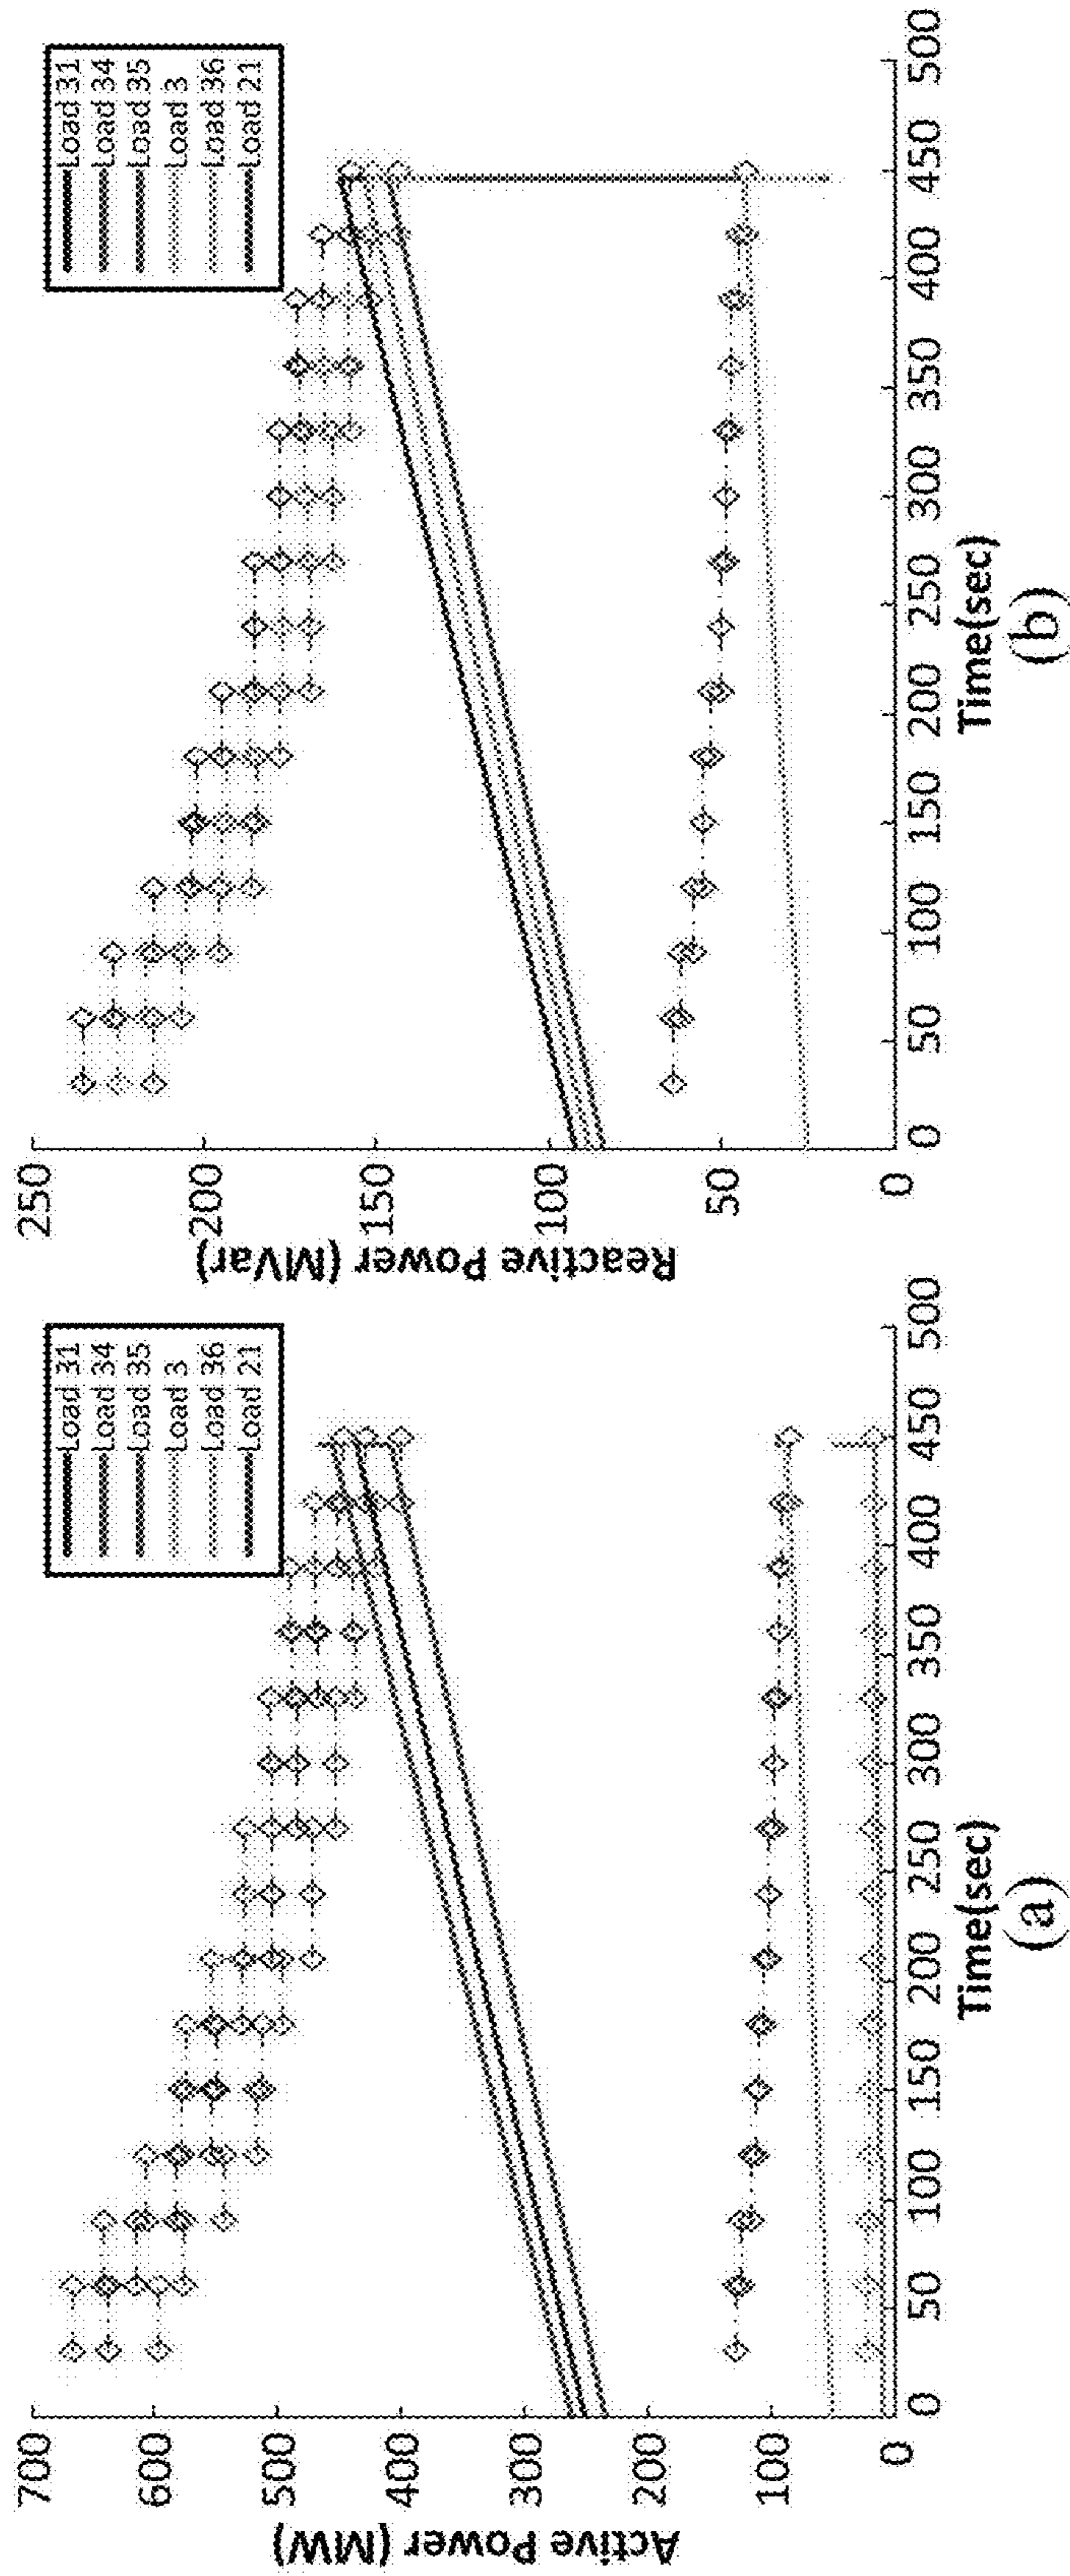 Active Power (MW)
700
600
500
400
300
200
100
0
0 50 100 150 200 250 300 350 400 450 500
Time(sec)
(a)
Load 31
Load 34
Load 35
Load 3
Load 36
Load 21
Reactive Power (MVar)
250
200
150
100
50
0
0 50 100 150 200 250 300 350 400 450 500
Time(sec)
(b)
Load 31
Load 34
Load 35
Load 3
Load 36
Load 21